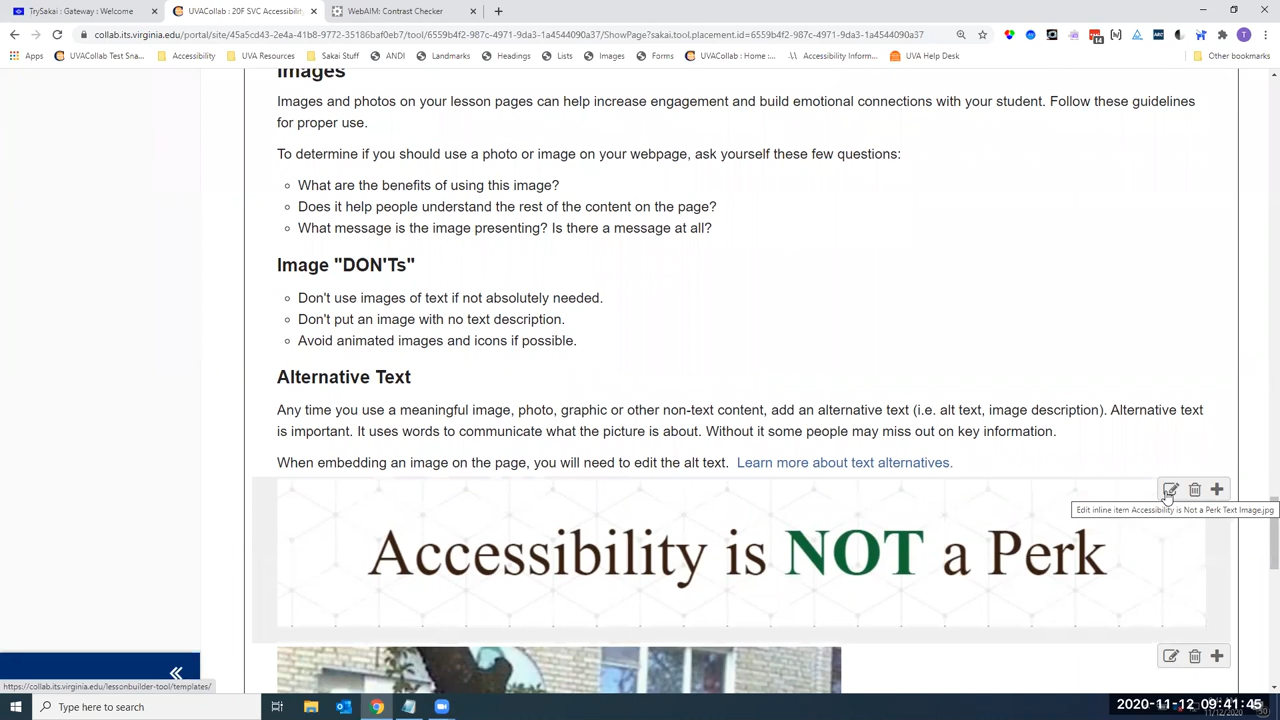 TrySakai : Gateway : Welcome
UVACollab : 20F SVC Accessibility
WebAIM: Contrast Checker
collab.its.virginia.edu/portal/site/45a5cd43-2e4a-41b8-9772-35186baf0ed7/tool/6559b4f2-987c-4971-9d31-1a4544090a37/ShowPage?sakai.tool.placement.id=6559b4f2-987c-4971-9d31-1a4544090a37
Apps
UVACollab Test Sna...
Accessibility
UVA Resources
Sakai Stuff
ANDI
Landmarks
Headings
Lists
Images
Forms
UVACollab : Home :...
Accessibility Inform...
UVA Help Desk
Other bookmarks
Images
Images and photos on your lesson pages can help increase engagement and build emotional connections with your student. Follow these guidelines
for proper use.
To determine if you should use a photo or image on your webpage, ask yourself these few questions:
What are the benefits of using this image?
Does it help people understand the rest of the content on the page?
What message is the image presenting? Is there a message at all?
Image "DON'Ts"
Don't use images of text if not absolutely needed.
Don't put an image with no text description.
Avoid animated images and icons if possible.
Alternative Text
Any time you use a meaningful image, photo, graphic or other non-text content, add an alternative text (i.e. alt text, image description). Alternative text
is important. It uses words to communicate what the picture is about. Without it some people may miss out on key information.
When embedding an image on the page, you will need to edit the alt text. Learn more about text alternatives.
Edit inline item Accessibility is Not a Perk Text Image.jpg
Accessibility is NOT a Perk
https://collab.its.virginia.edu/lessonbuilder-tool/templates/
Type here to search
2020-11-12 09:41:45